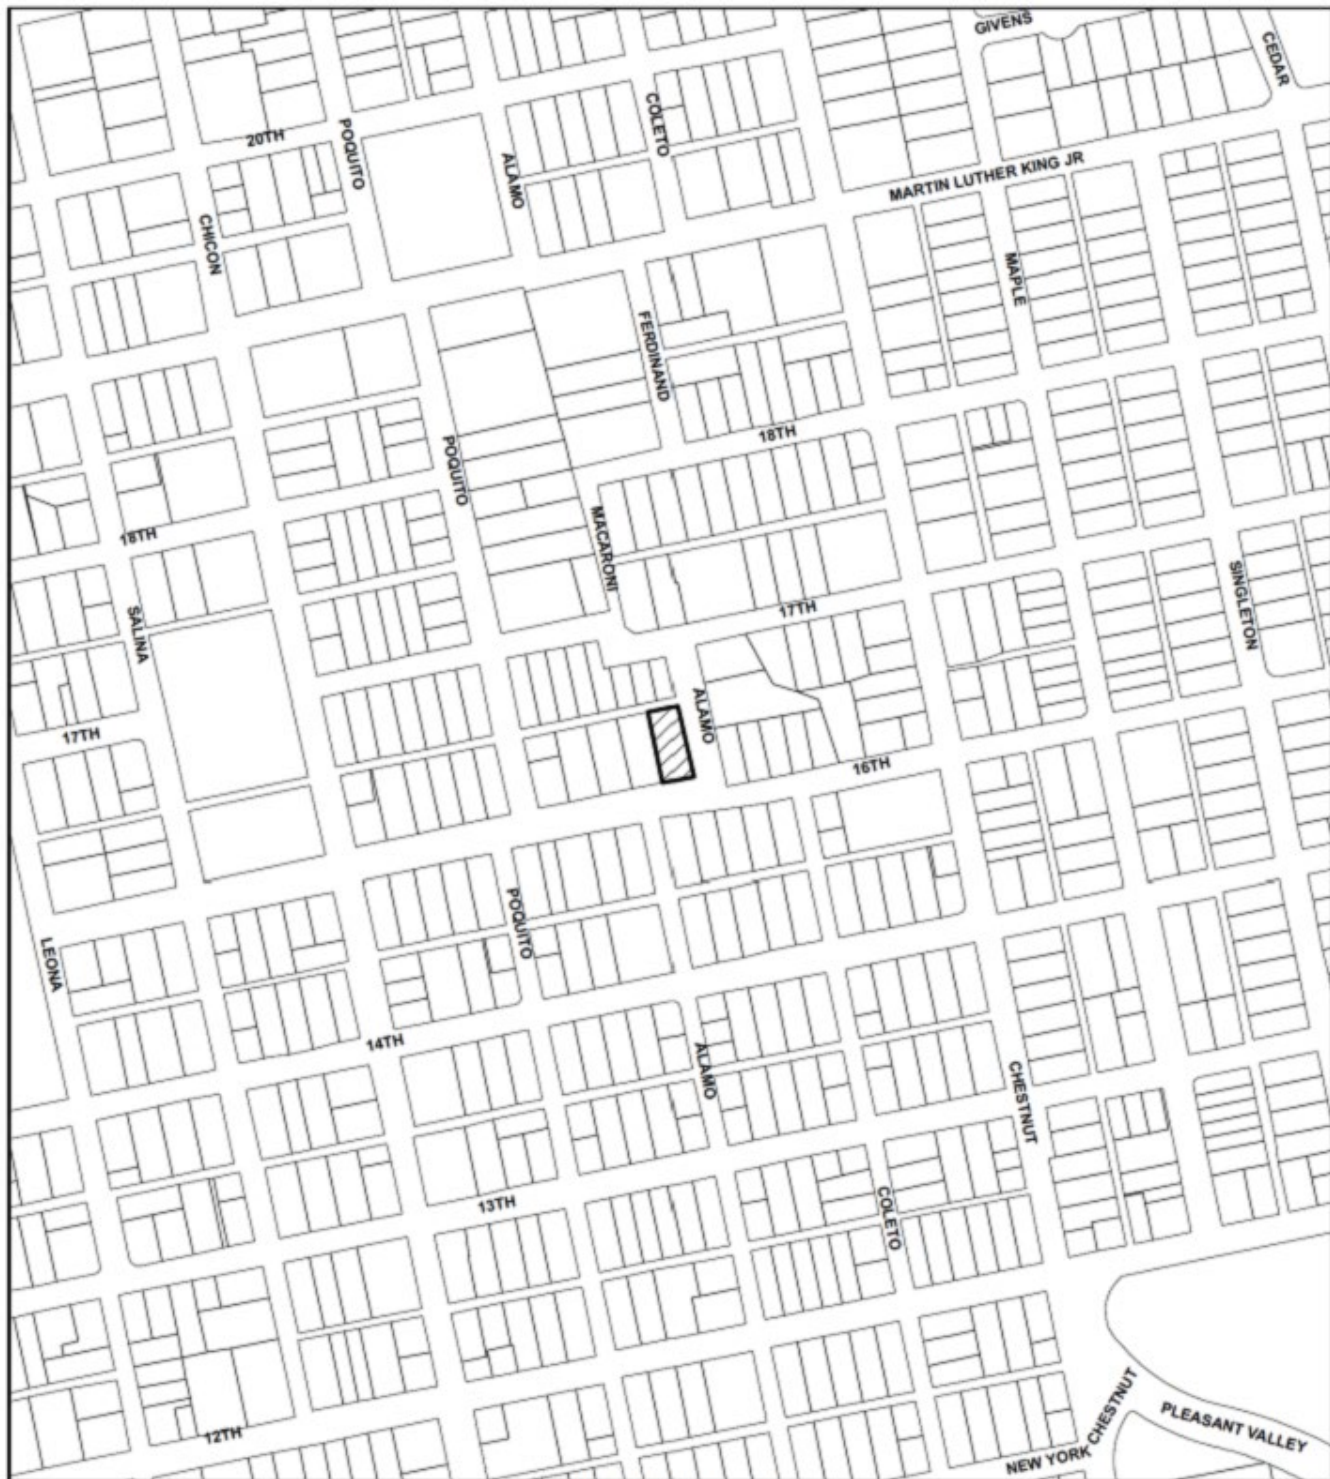 GIVENS
CEDAR
20TH
POQUITO
COLETO
ALAMO
MARTIN LUTHER KING JR
CHICON
MAPLE
FERDINAND
18TH
POQUITO
MACARONI
18TH
SINGLETON
SALINA
17TH
ALAMO
17TH
16TH
POQUITO
LEONA
14TH
ALAMO
CHESTNUT
13TH
COLETO
CHESTNUT
PLEASANT VALLEY
12TH
NEW YORK